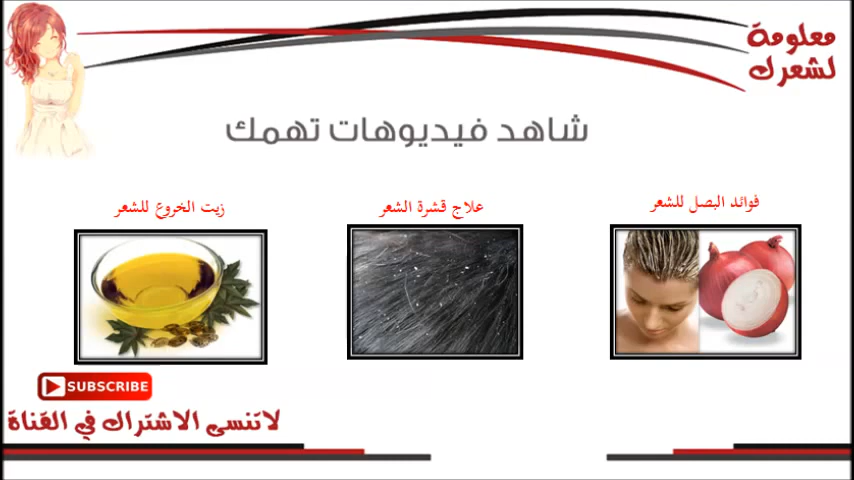 معلومة
لشعرك
شاهد فيديوهات تهمك
فوائد البصل للشعر
علاج قشرة الشعر
زيت الخروع للشعر
SUBSCRIBE
لاتنسى الاشتراك في القناة